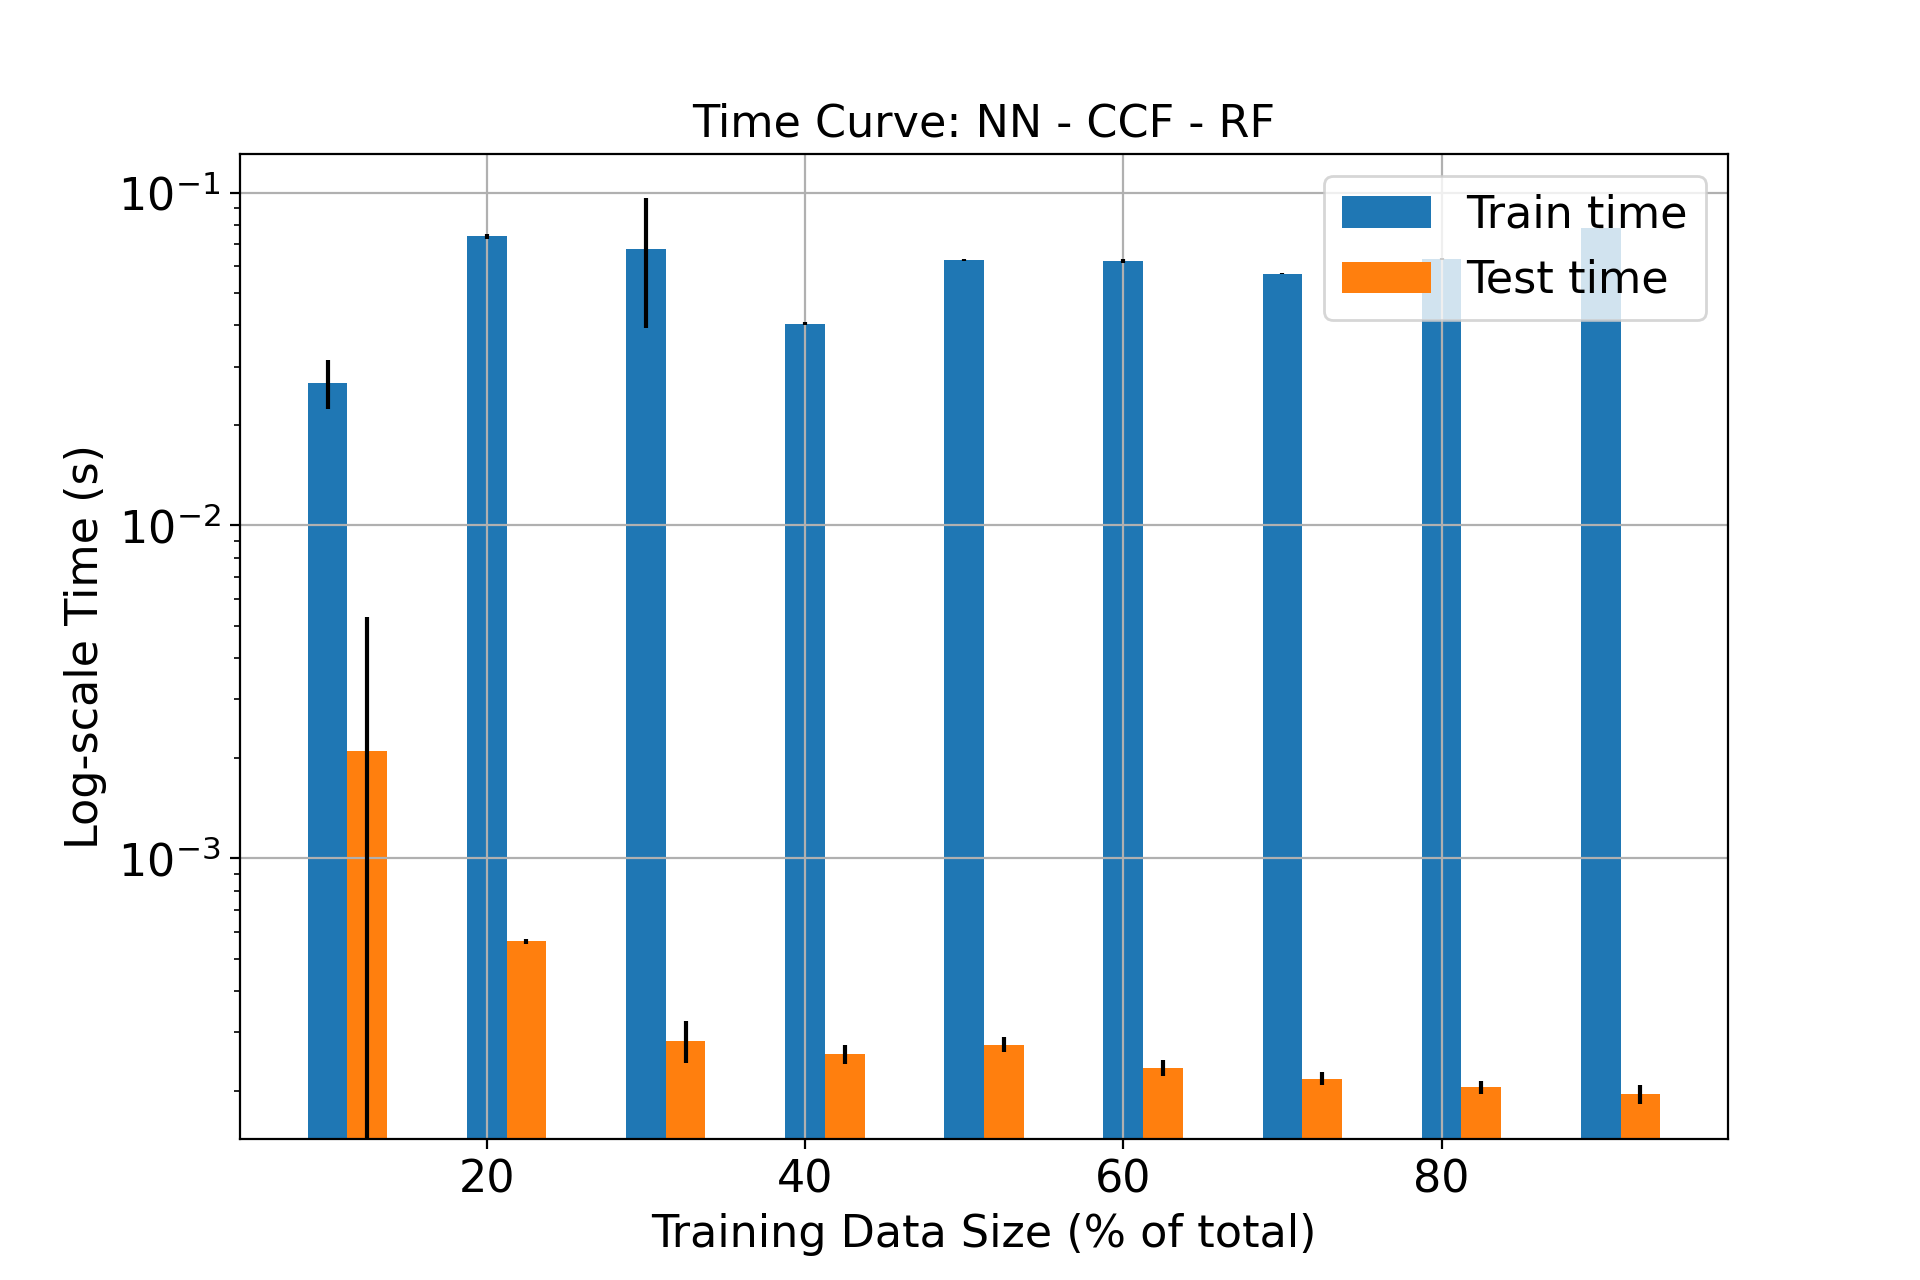 Time Curve: NN - CCF - RF
Log-scale Time (s)
10⁻¹
10⁻²
10⁻³
Train time
Test time
20 40 60 80
Training Data Size (% of total)